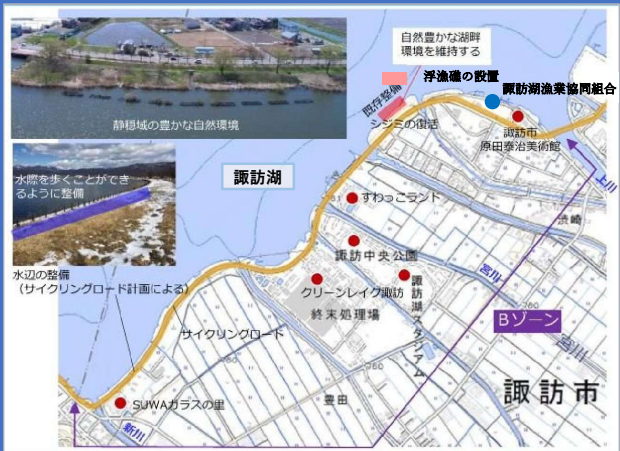 静穏域の豊かな自然環境
水際を歩くことができ
るように整備
水辺の整備
（サイクリングロード計画による）
自然豊かな湖畔
環境を維持する
浮漁礁の設置
諏訪湖漁業協同組合
既存整備
シジミの復活
諏訪市
原田泰治美術館
上川
渋崎
諏訪湖
すわっこランド
諏訪中央公園
宮川
クリーンレイク諏訪
諏訪湖スタジアム
終末処理場
Bゾーン
宮川
760
サイクリングロード
760
760
諏訪市
豊田
SUWAガラスの里
新川